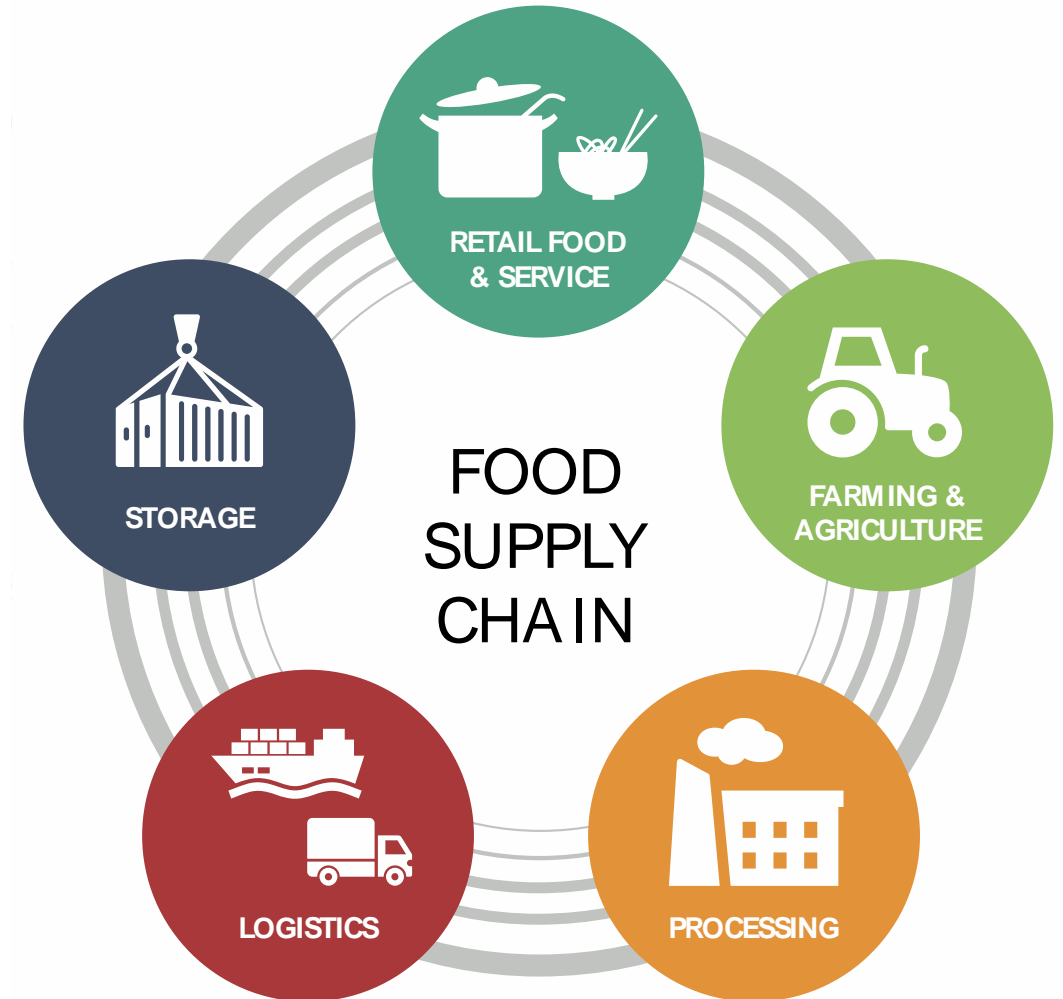 RETAIL FOOD
& SERVICE
FARMING &
AGRICULTURE
PROCESSING
LOGISTICS
STORAGE
FOOD
SUPPLY
CHAIN